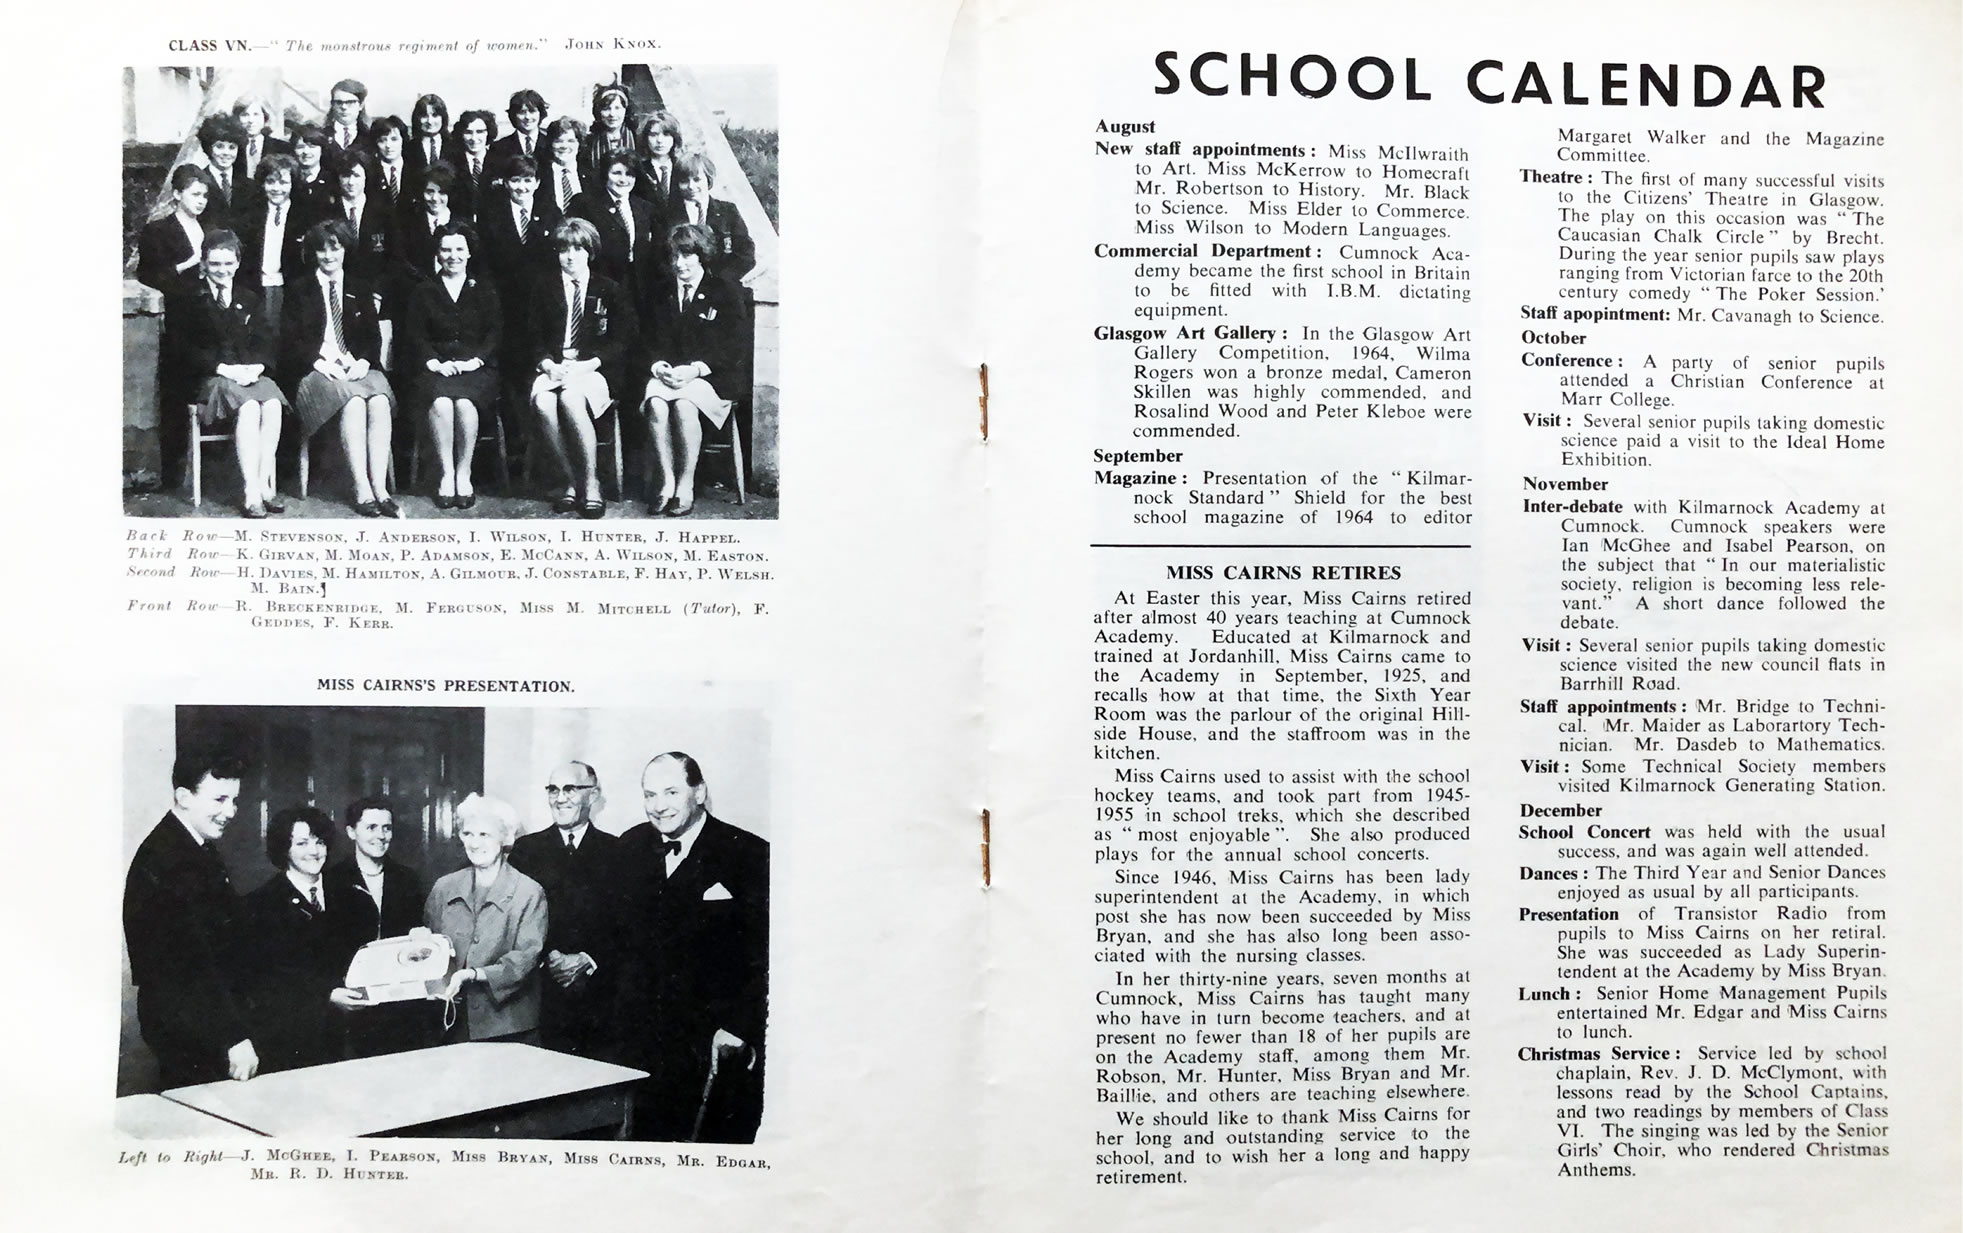 CLASS VN.—" The monstrous regiment of women." JOHN KNOX.
Back Row—M. STEVENSON, J. ANDERSON, I. WILSON, I. HUNTER, J. HAPPEL.
Third Row—K. GIRVAN, M. MOAN, P. ADAMSON, E. MCCANN, A. WILSON, M. EASTON.
Second Row—H. DAVIES, M. HAMILTON, A. GILMOUR, J. CONSTABLE, F. HAY, P. WELSH.
M. BAIN.
Front Row—R. BRECKENRIDGE, M. FERGUSON, MISS M. MITCHELL (Tutor), F.
GEDDES, F. KERR.
MISS CAIRNS'S PRESENTATION.
Left to Right—J. MCGHEE, I. PEARSON, MISS BRYAN, MISS CAIRNS, MR. EDGAR,
MR. R. D. HUNTER.
SCHOOL CALENDAR
August
New staff appointments : Miss McIlwraith
to Art. Miss McKerrow to Homecraft
Mr. Robertson to History. Mr. Black
to Science. Miss Elder to Commerce.
Miss Wilson to Modern Languages.
Commercial Department : Cumnock Aca-
demy became the first school in Britain
to be fitted with I.B.M. dictating
equipment.
Glasgow Art Gallery : In the Glasgow Art
Gallery Competition, 1964, Wilma
Rogers won a bronze medal, Cameron
Skillen was highly commended, and
Rosalind Wood and Peter Kleboe were
commended.
September
Magazine : Presentation of the " Kilmar-
nock Standard " Shield for the best
school magazine of 1964 to editor
MISS CAIRNS RETIRES
At Easter this year, Miss Cairns retired
after almost 40 years teaching at Cumnock
Academy. Educated at Kilmarnock and
trained at Jordanhill, Miss Cairns came to
the Academy in September, 1925, and
recalls how at that time, the Sixth Year
Room was the parlour of the original Hill-
side House, and the staffroom was in the
kitchen.
Miss Cairns used to assist with the school
hockey teams, and took part from 1945-
1955 in school treks, which she described
as " most enjoyable ". She also produced
plays for the annual school concerts.
Since 1946, Miss Cairns has been lady
superintendent at the Academy, in which
post she has now been succeeded by Miss
Bryan, and she has also long been asso-
ciated with the nursing classes.
In her thirty-nine years, seven months at
Cumnock, Miss Cairns has taught many
who have in turn become teachers, and at
present no fewer than 18 of her pupils are
on the Academy staff, among them Mr.
Robson, Mr. Hunter, Miss Bryan and Mr.
Baillie, and others are teaching elsewhere.
We should like to thank Miss Cairns for
her long and outstanding service to the
school, and to wish her a long and happy
retirement.
Margaret Walker and the Magazine
Committee.
Theatre : The first of many successful visits
to the Citizens' Theatre in Glasgow.
The play on this occasion was " The
Caucasian Chalk Circle " by Brecht.
During the year senior pupils saw plays
ranging from Victorian farce to the 20th
century comedy " The Poker Session.'
Staff apopintment: Mr. Cavanagh to Science.
October
Conference : A party of senior pupils
attended a Christian Conference at
Marr College.
Visit : Several senior pupils taking domestic
science paid a visit to the Ideal Home
Exhibition.
November
Inter-debate with Kilmarnock Academy at
Cumnock. Cumnock speakers were
Ian McGhee and Isabel Pearson, on
the subject that " In our materialistic
society, religion is becoming less rele-
vant." A short dance followed the
debate.
Visit : Several senior pupils taking domestic
science visited the new council flats in
Barrhill Road.
Staff appointments : Mr. Bridge to Techni-
cal. Mr. Maider as Laborartory Tech-
nician. Mr. Dasdeb to Mathematics.
Visit : Some Technical Society members
visited Kilmarnock Generating Station.
December
School Concert was held with the usual
success, and was again well attended.
Dances : The Third Year and Senior Dances
enjoyed as usual by all participants.
Presentation of Transistor Radio from
pupils to Miss Cairns on her retiral.
She was succeeded as Lady Superin-
tendent at the Academy by Miss Bryan.
Lunch : Senior Home Management Pupils
entertained Mr. Edgar and Miss Cairns
to lunch.
Christmas Service : Service led by school
chaplain, Rev. J. D. McClymont, with
lessons read by the School Captains,
and two readings by members of Class
VI. The singing was led by the Senior
Girls' Choir, who rendered Christmas
Anthems.